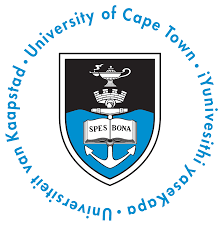 University of Cape Town · iYunivesithi yaseKapa · Universiteit van Kaapstad ·
SPES BONA